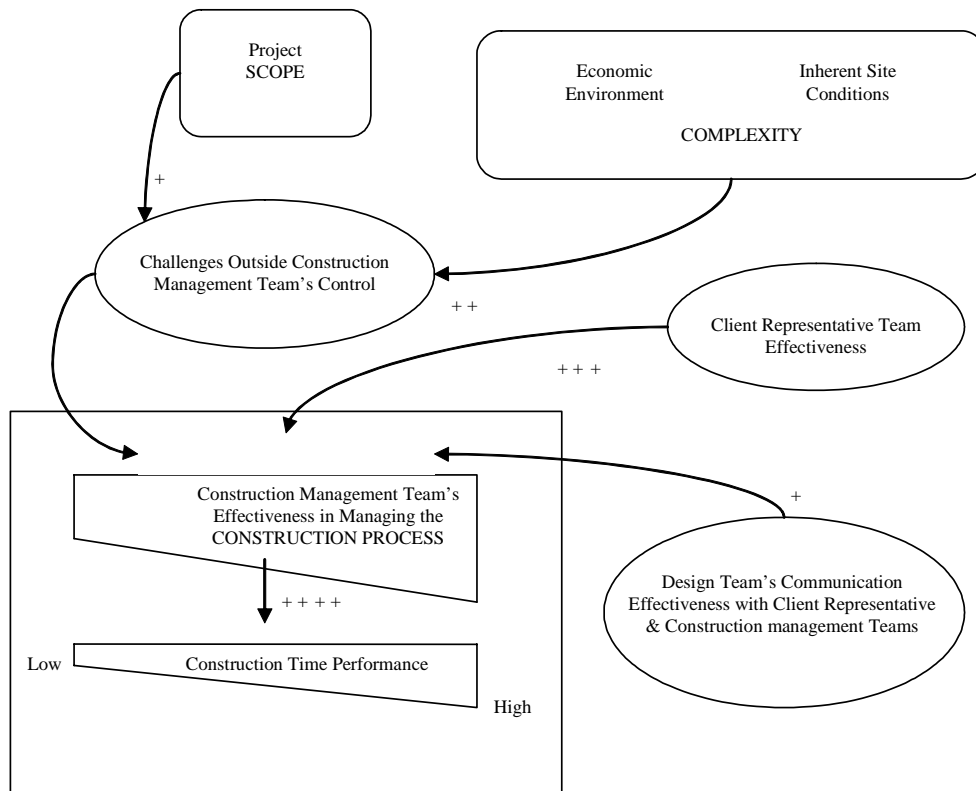 Project
SCOPE
Economic
Environment
Inherent Site
Conditions
COMPLEXITY
+
Challenges Outside Construction
Management Team's Control
+ +
Client Representative Team
Effectiveness
+ + +
Construction Management Team's
Effectiveness in Managing the
CONSTRUCTION PROCESS
+
+ + + +
Design Team's Communication
Effectiveness with Client Representative
& Construction management Teams
Low
Construction Time Performance
High